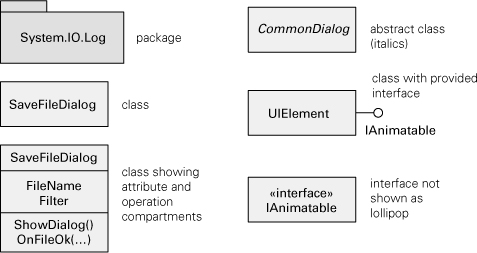 System.IO.Log
package
SaveFileDialog
class
SaveFileDialog
FileName
Filter
ShowDialog()
OnFileOk(...)
class showing
attribute and
operation
compartments
CommonDialog
abstract class
(italics)
class with provided
interface
UIElement
IAnimatable
«interface»
IAnimatable
interface not
shown as
lollipop